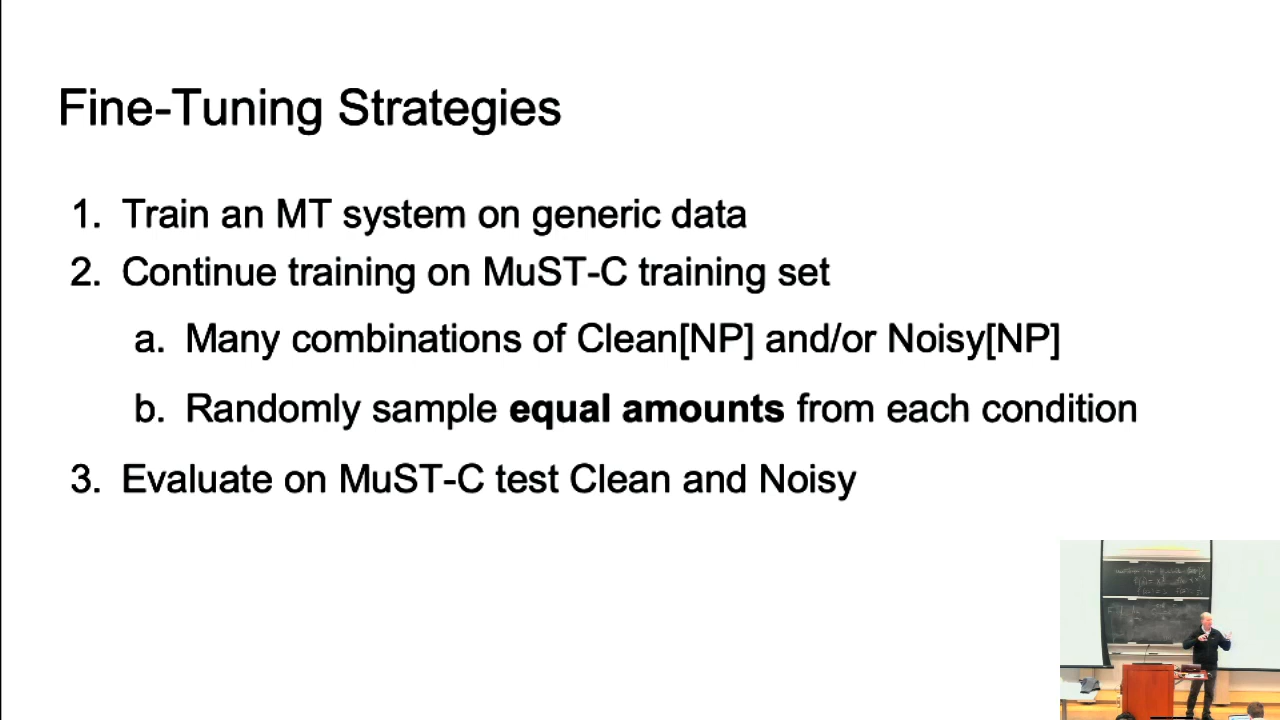 Fine-Tuning Strategies
1. Train an MT system on generic data
2. Continue training on MuST-C training set
a. Many combinations of Clean[NP] and/or Noisy[NP]
b. Randomly sample equal amounts from each condition
3. Evaluate on MuST-C test Clean and Noisy